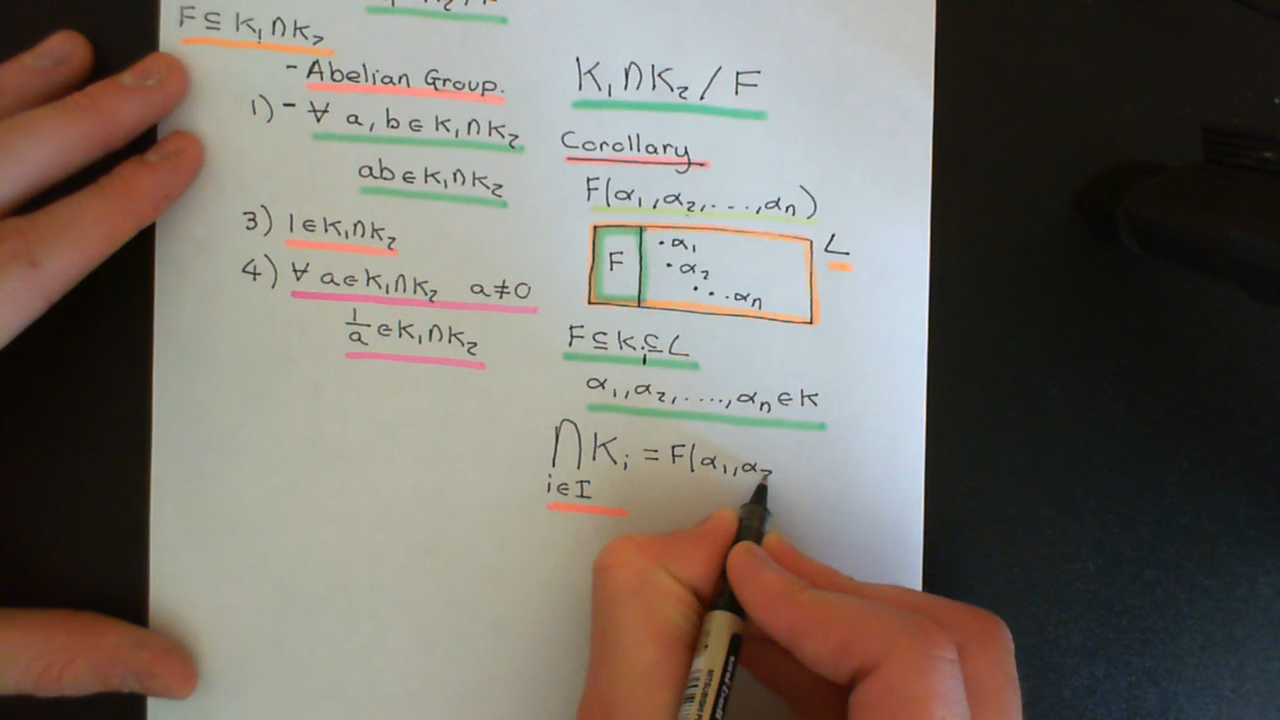 F ⊆ K₁∩K₂
- Abelian Group.
1) - ∀ a, b ∈ K₁∩K₂
ab ∈ K₁∩K₂
3) 1 ∈ K₁∩K₂
4) ∀ a ∈ K₁∩K₂ a ≠ 0
1/a ∈ K₁∩K₂
K₁∩K₂ / F
Corollary
F(α₁, α₂, ..., αn)
F
·α₁
·α₂
···αn
L
F ⊆ Kᵢ ⊆ L
α₁, α₂, ...., αn ∈ K
⋂ Kᵢ = F(α₁, α₂
i∈I